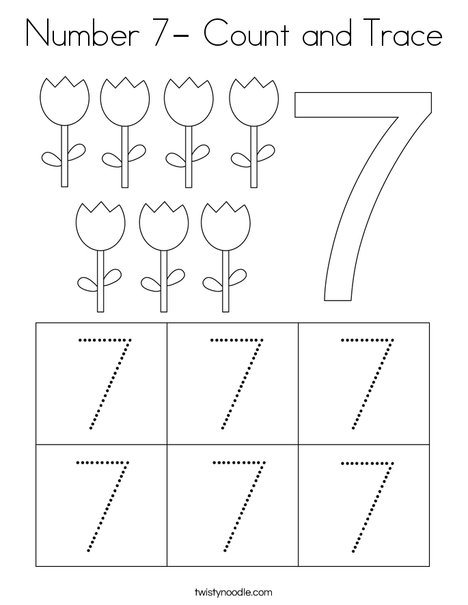 Number 7- Count and Trace
7
7 7 7
7 7 7
twistynoodle.com